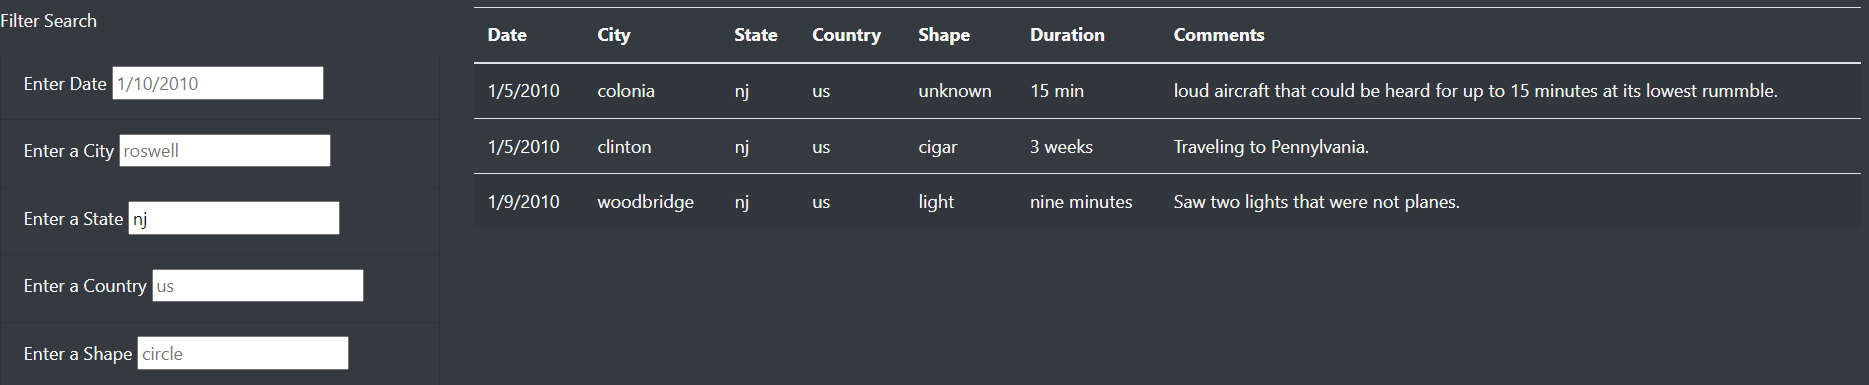 Filter Search
Enter Date 1/10/2010
Enter a City roswell
Enter a State nj
Enter a Country us
Enter a Shape circle
Date City State Country Shape Duration Comments
1/5/2010 colonia nj us unknown 15 min loud aircraft that could be heard for up to 15 minutes at its lowest rummble.
1/5/2010 clinton nj us cigar 3 weeks Traveling to Pennylvania.
1/9/2010 woodbridge nj us light nine minutes Saw two lights that were not planes.